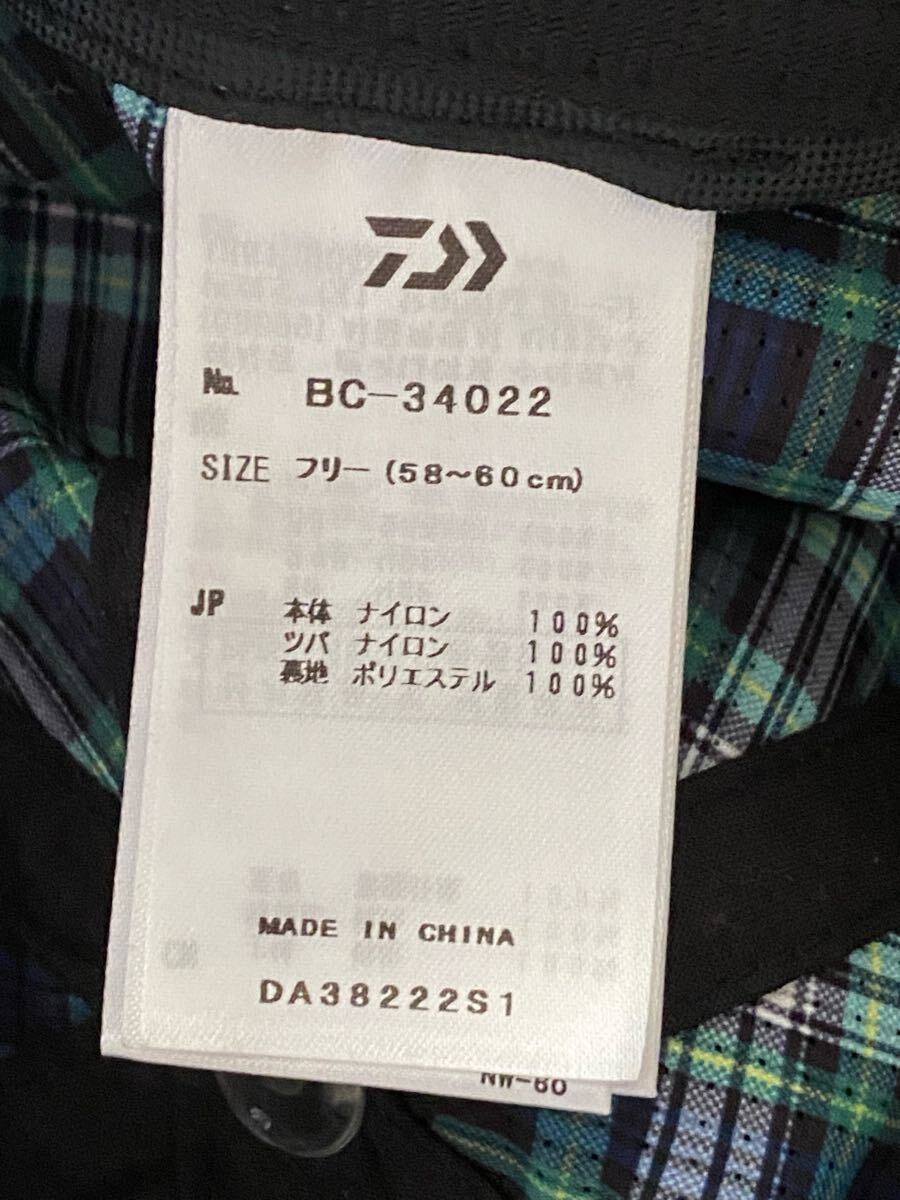 No. BC-34022
SIZE フリー (58~60cm)
JP 本体 ナイロン 100%
ツバ ナイロン 100%
裏地 ポリエステル 100%
MADE IN CHINA
DA38222S1